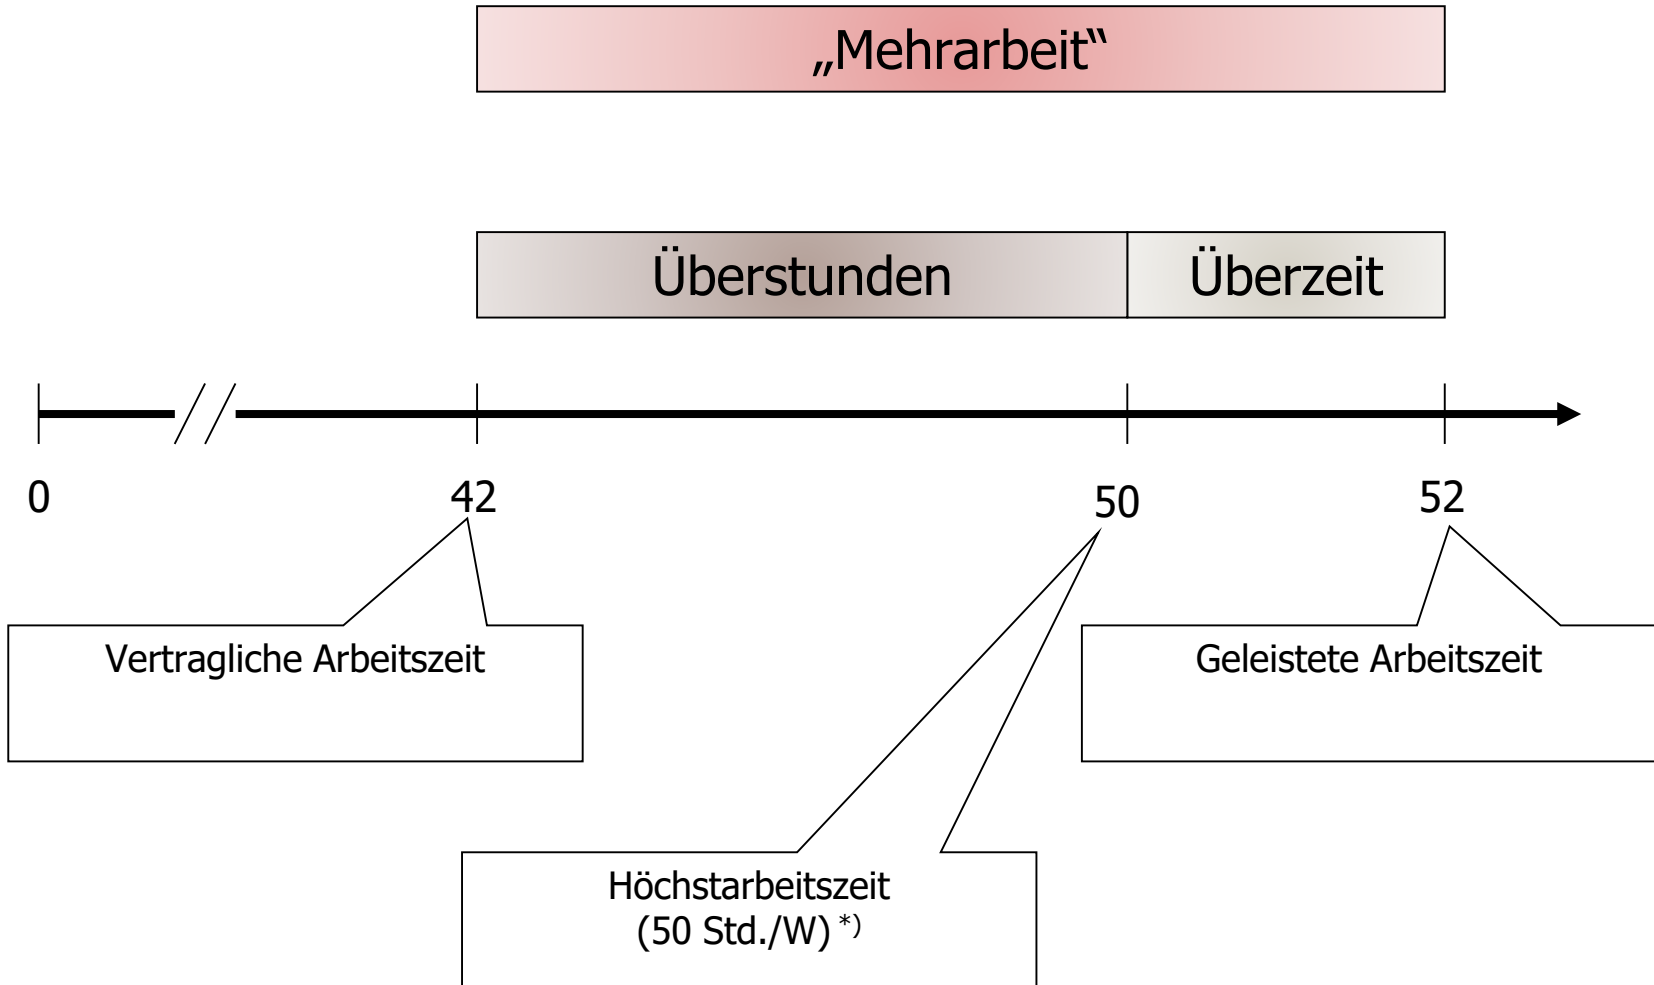 „Mehrarbeit“
Überstunden
Überzeit
0
42
50
52
Vertragliche Arbeitszeit
Geleistete Arbeitszeit
Höchstarbeitszeit
(50 Std./W) *)